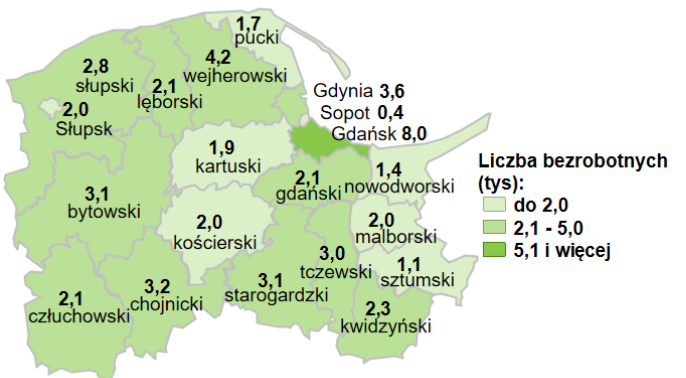 1,7
pucki
4,2
wejherowski
2,8
słupski
2,1
lęborski
2,0
Słupsk
Gdynia 3,6
Sopot 0,4
Gdańsk 8,0
1,9
kartuski
2,1
gdański
1,4
nowodworski
3,1
bytowski
2,0
kościerski
2,0
malborski
3,0
tczewski
1,1
sztumski
3,2
chojnicki
3,1
starogardzki
2,1
człuchowski
2,3
kwidzyński
Liczba bezrobotnych
(tys):
do 2,0
2,1 - 5,0
5,1 i więcej